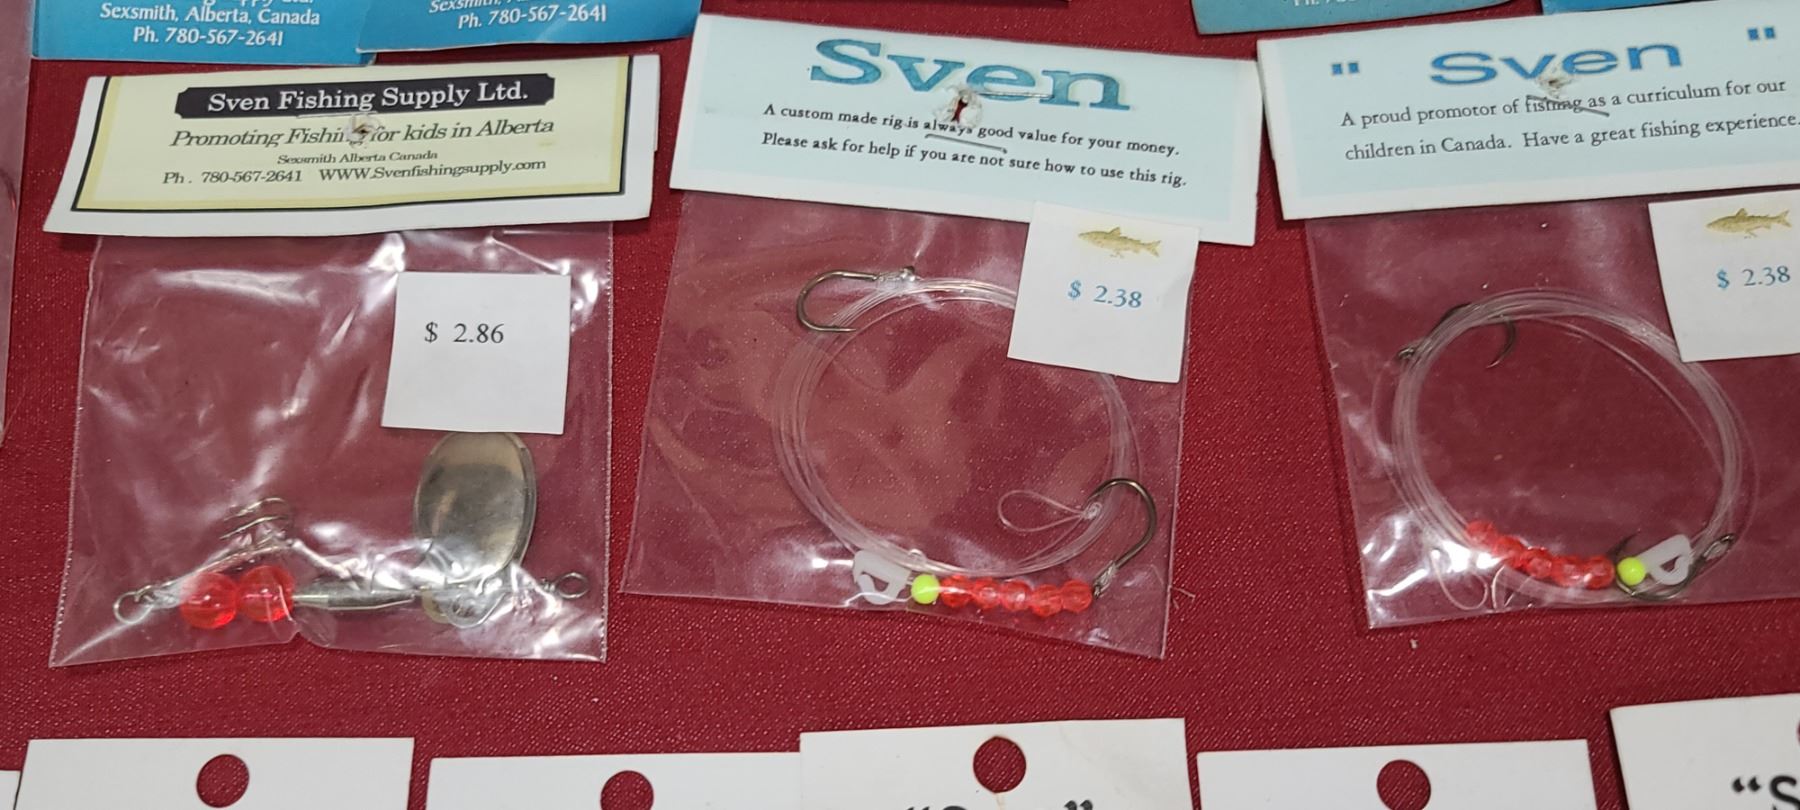 Sexsmith, Alberta, Canada
Ph. 780-567-2641
Ph. 780-567-2641
Sven Fishing Supply Ltd.
Promoting Fishi for kids in Alberta
Sexsmith Alberta Canada
Ph. 780-567-2641 WWW.Svenfishingsupply.com
$ 2.86
Sven
A custom made rig is always good value for your money.
Please ask for help if you are not sure how to use this rig.
$ 2.38
" Sven "
A proud promotor of fishing as a curriculum for our
children in Canada. Have a great fishing experience.
$ 2.38